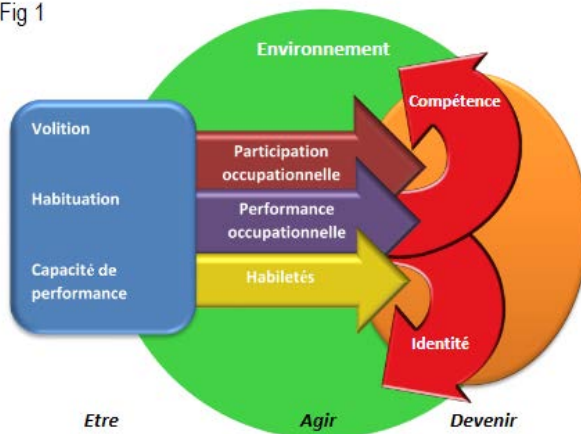 Fig 1
Environnement
Compétence
Volition
Participation
occupationnelle
Habituation
Performance
occupationnelle
Capacité de
performance
Habiletés
Identité
Etre
Agir
Devenir